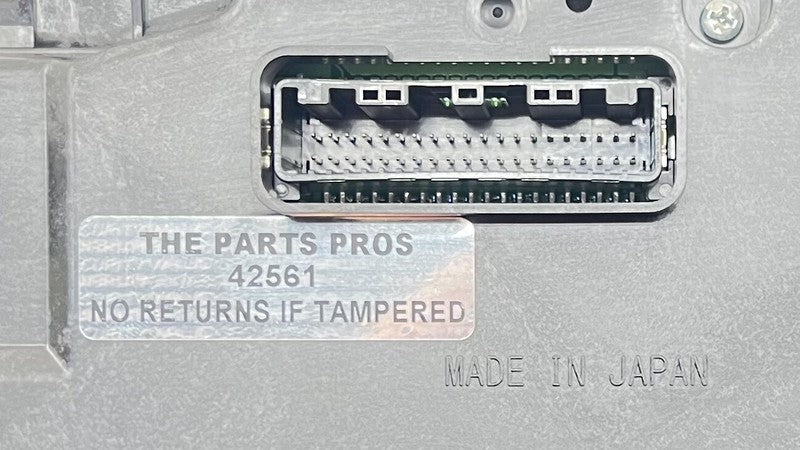 THE PARTS PROS
42561
NO RETURNS IF TAMPERED
MADE IN JAPAN